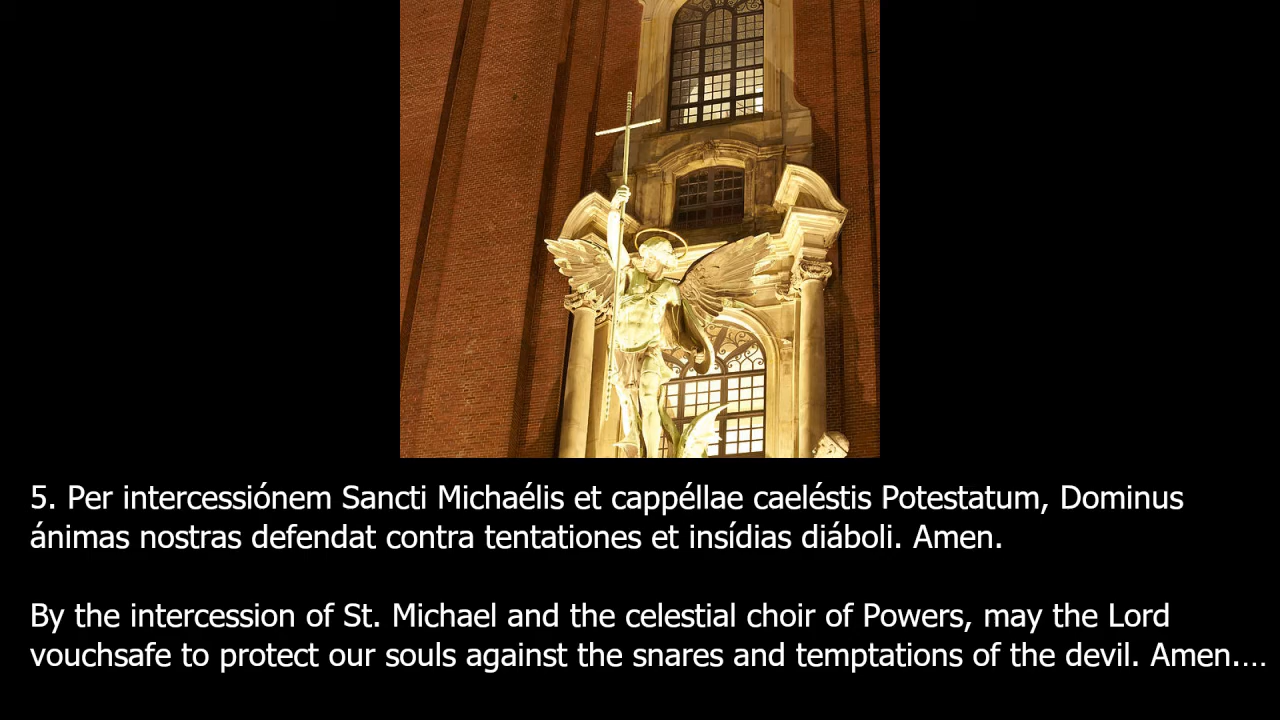 5. Per intercessiónem Sancti Michaélis et cappéllae caeléstis Potestatum, Dominus
ánimas nostras defendat contra tentationes et insídias diáboli. Amen.
By the intercession of St. Michael and the celestial choir of Powers, may the Lord
vouchsafe to protect our souls against the snares and temptations of the devil. Amen....